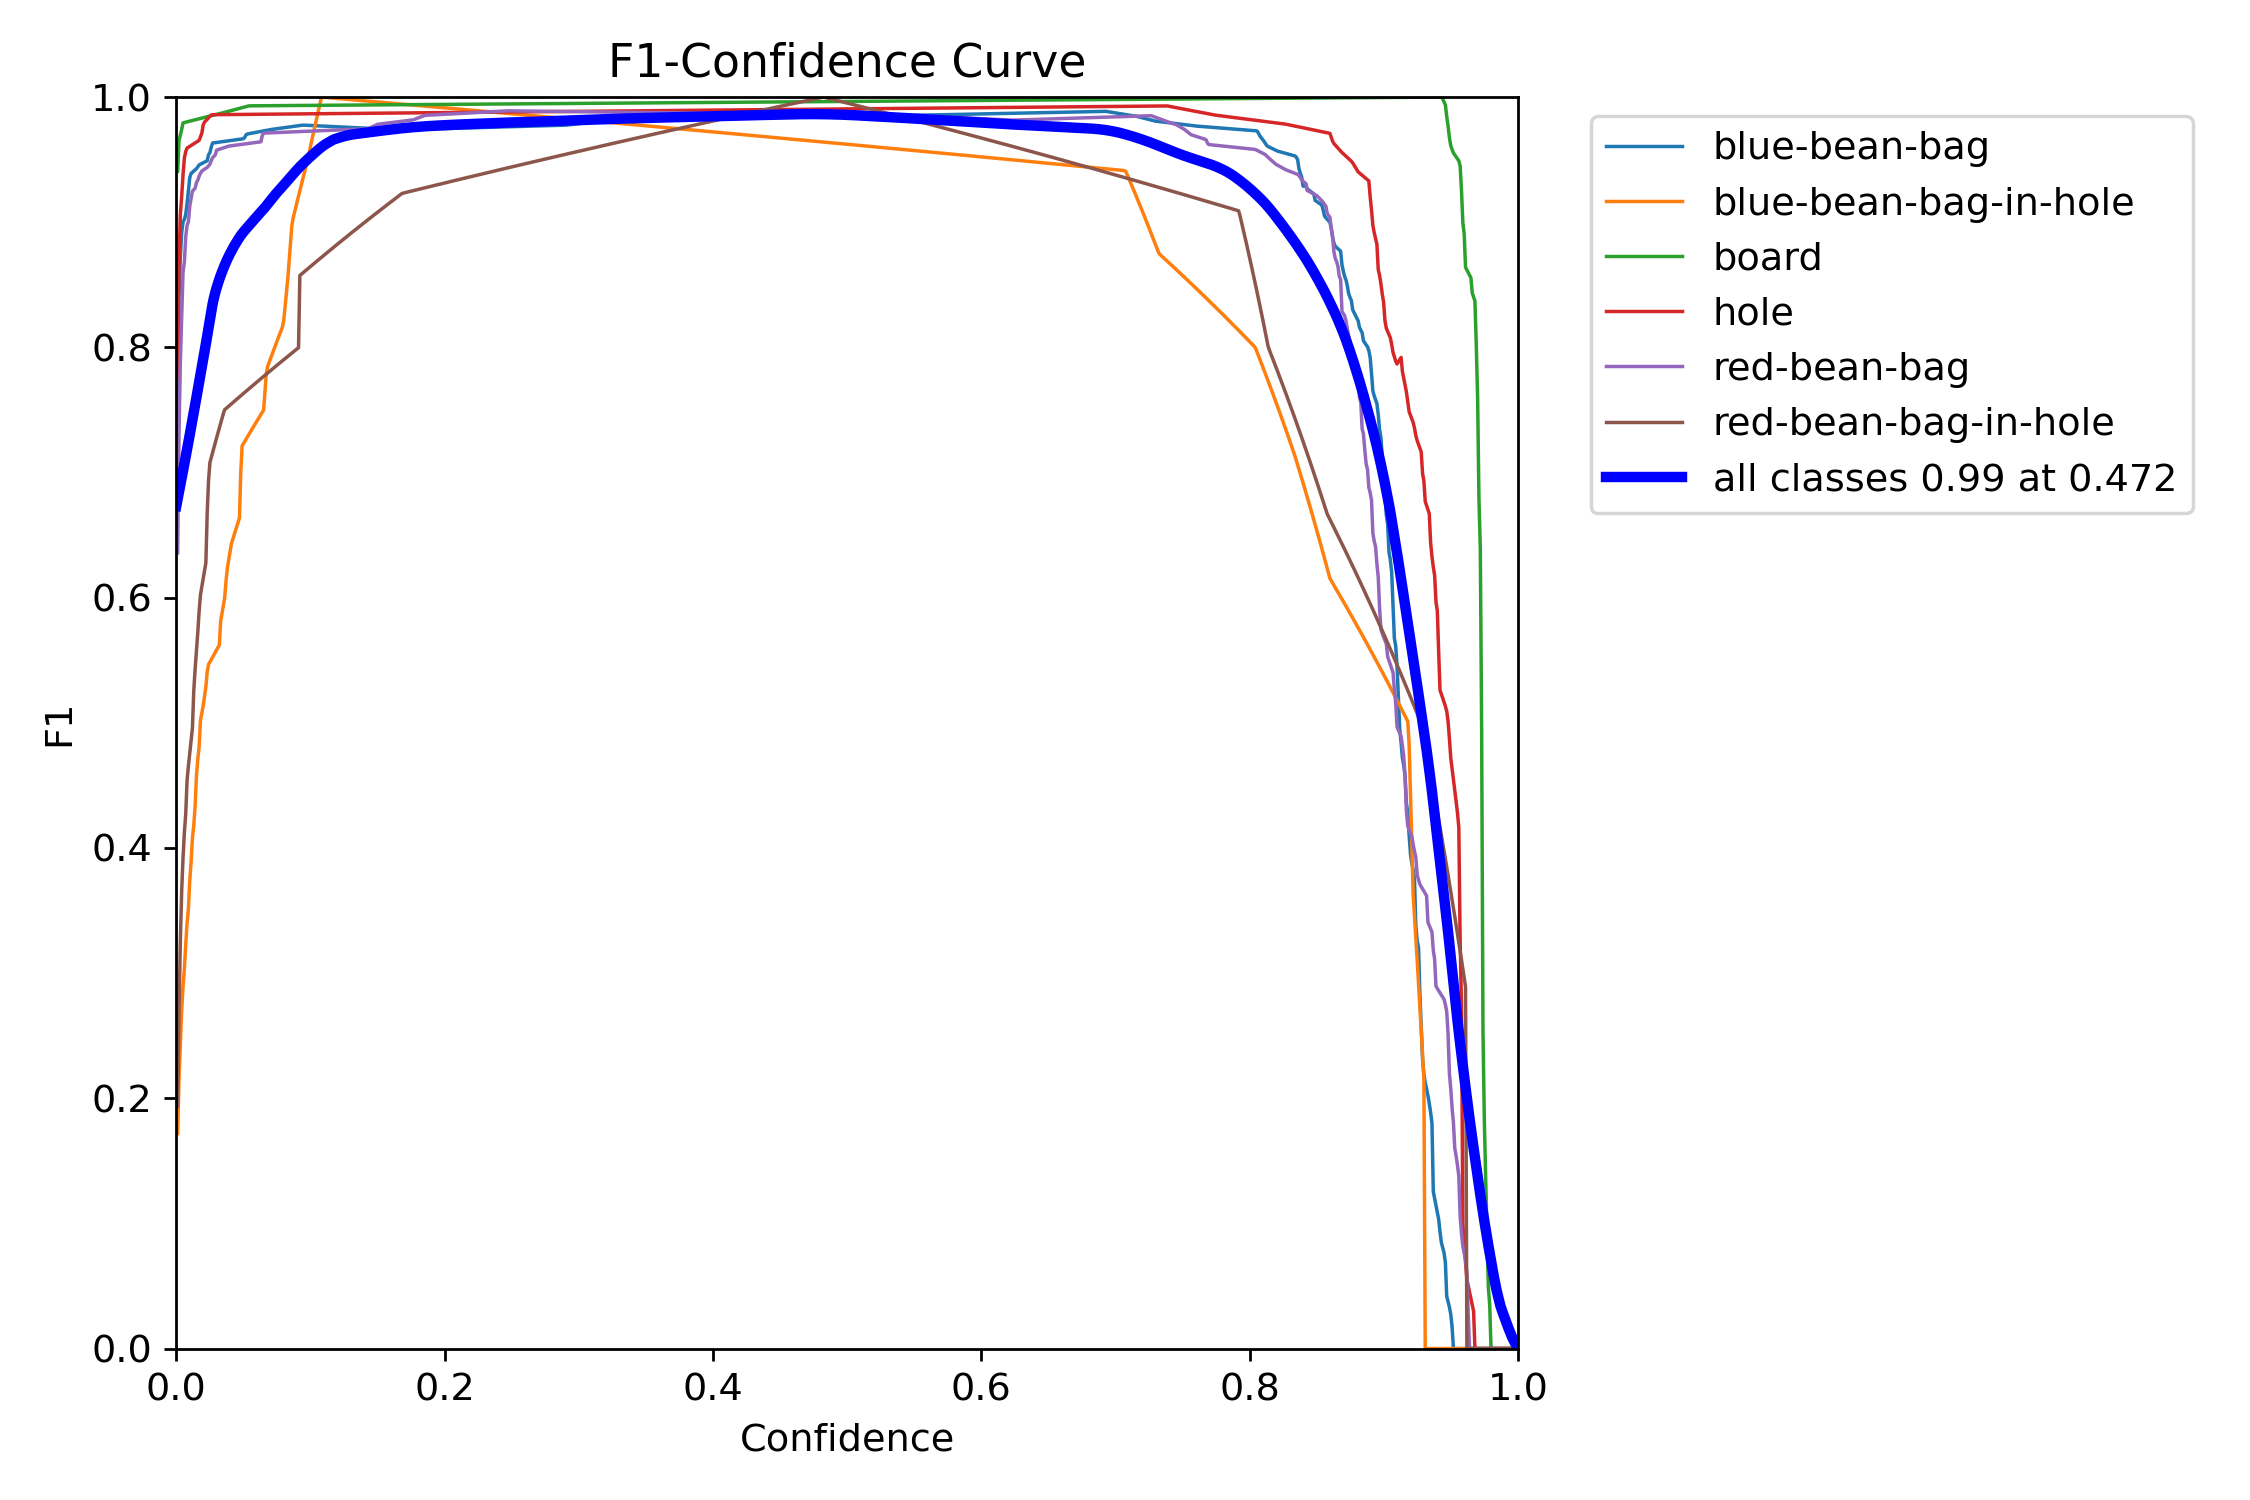 F1-Confidence Curve
1.0
0.8
0.6
0.4
0.2
0.0
F1
0.0 0.2 0.4 0.6 0.8 1.0
Confidence
blue-bean-bag
blue-bean-bag-in-hole
board
hole
red-bean-bag
red-bean-bag-in-hole
all classes 0.99 at 0.472